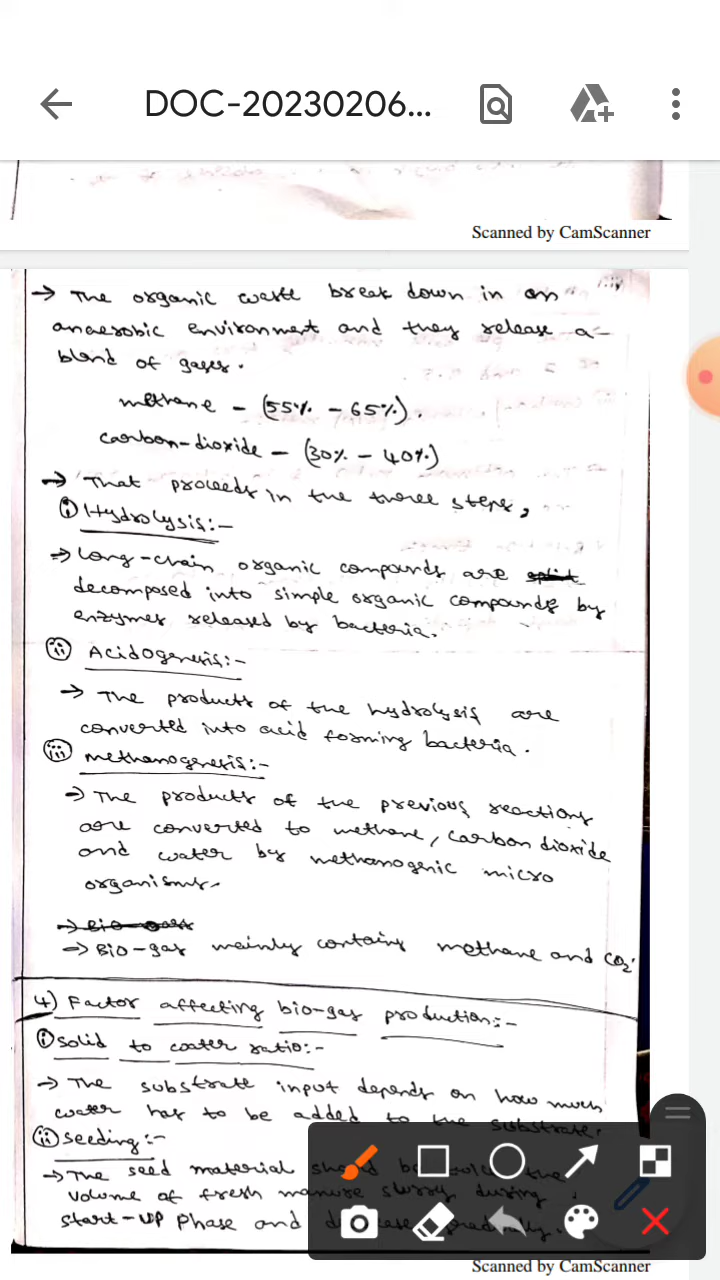 DOC-20230206...
Scanned by CamScanner
→ The organic waste break down in an
anaerobic environment and they release a
blend of gases.
methane - (55% - 65%).
carbon-dioxide - (30% - 40%)
→ That proceeds in the three steps,
(i) Hydrolysis:-
⇒ Long-chain organic compounds are split
decomposed into simple organic compounds by
enzymes released by bacteria.
(ii) Acidogenesis:-
→ The products of the hydrolysis are
converted into acid forming bacteria.
(iii) methanogenesis:-
→ The products of the previous reactions
are converted to methane, carbon dioxide
and water by methanogenic micro
organisms.
→ Bio-gas
→ Bio-gas mainly contains methane and CO2.
4) Factor affecting bio-gas production:-
(i) Solid to water ratio:-
→ The substrate input depends on how much
water has to be added to the substrate.
(ii) Seeding:-
→ The seed material the
volume of fresh manure slurry during
start-up phase and gradually.
Scanned by CamScanner